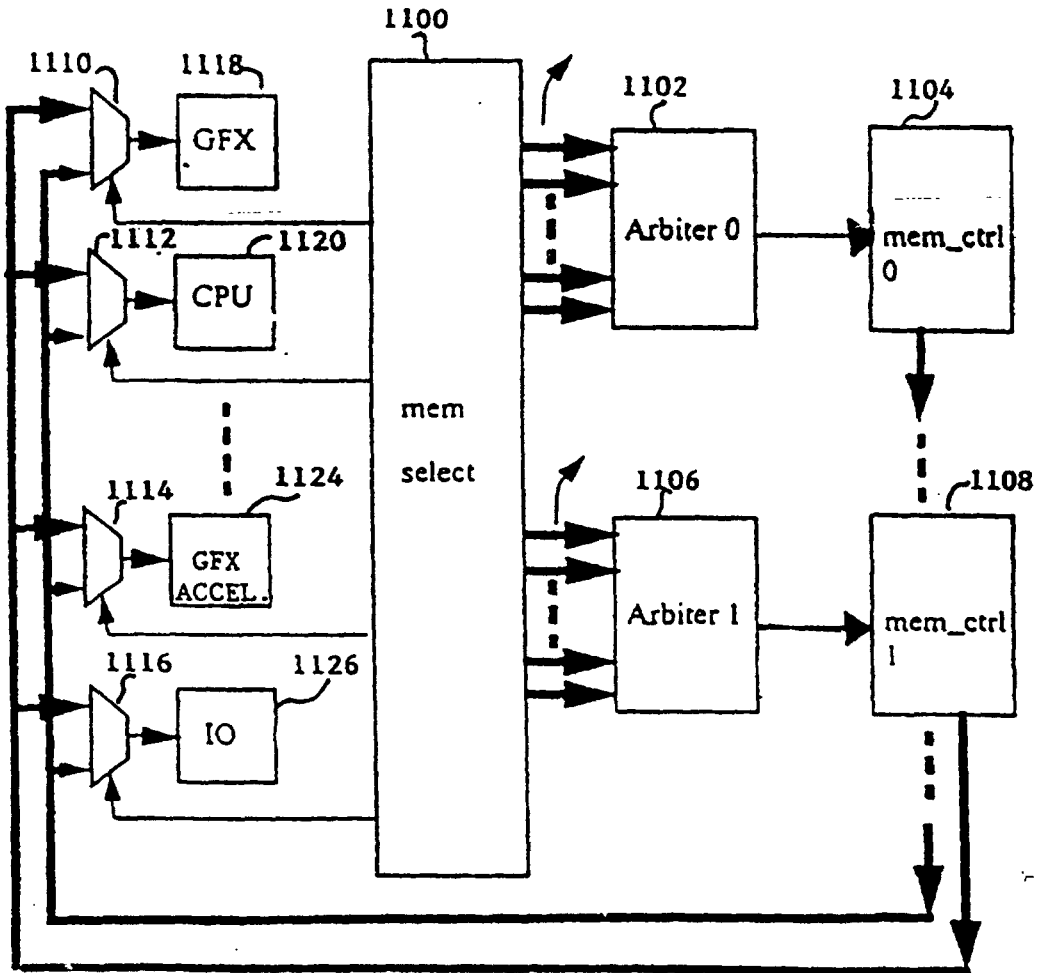 1100
1110
1118
1102
1104
GFX
Arbiter 0
mem_ctrl
0
1112
1120
CPU
mem
select
1114
1124
1106
1108
GFX
ACCEL.
Arbiter 1
mem_ctrl
1
1116
1126
IO